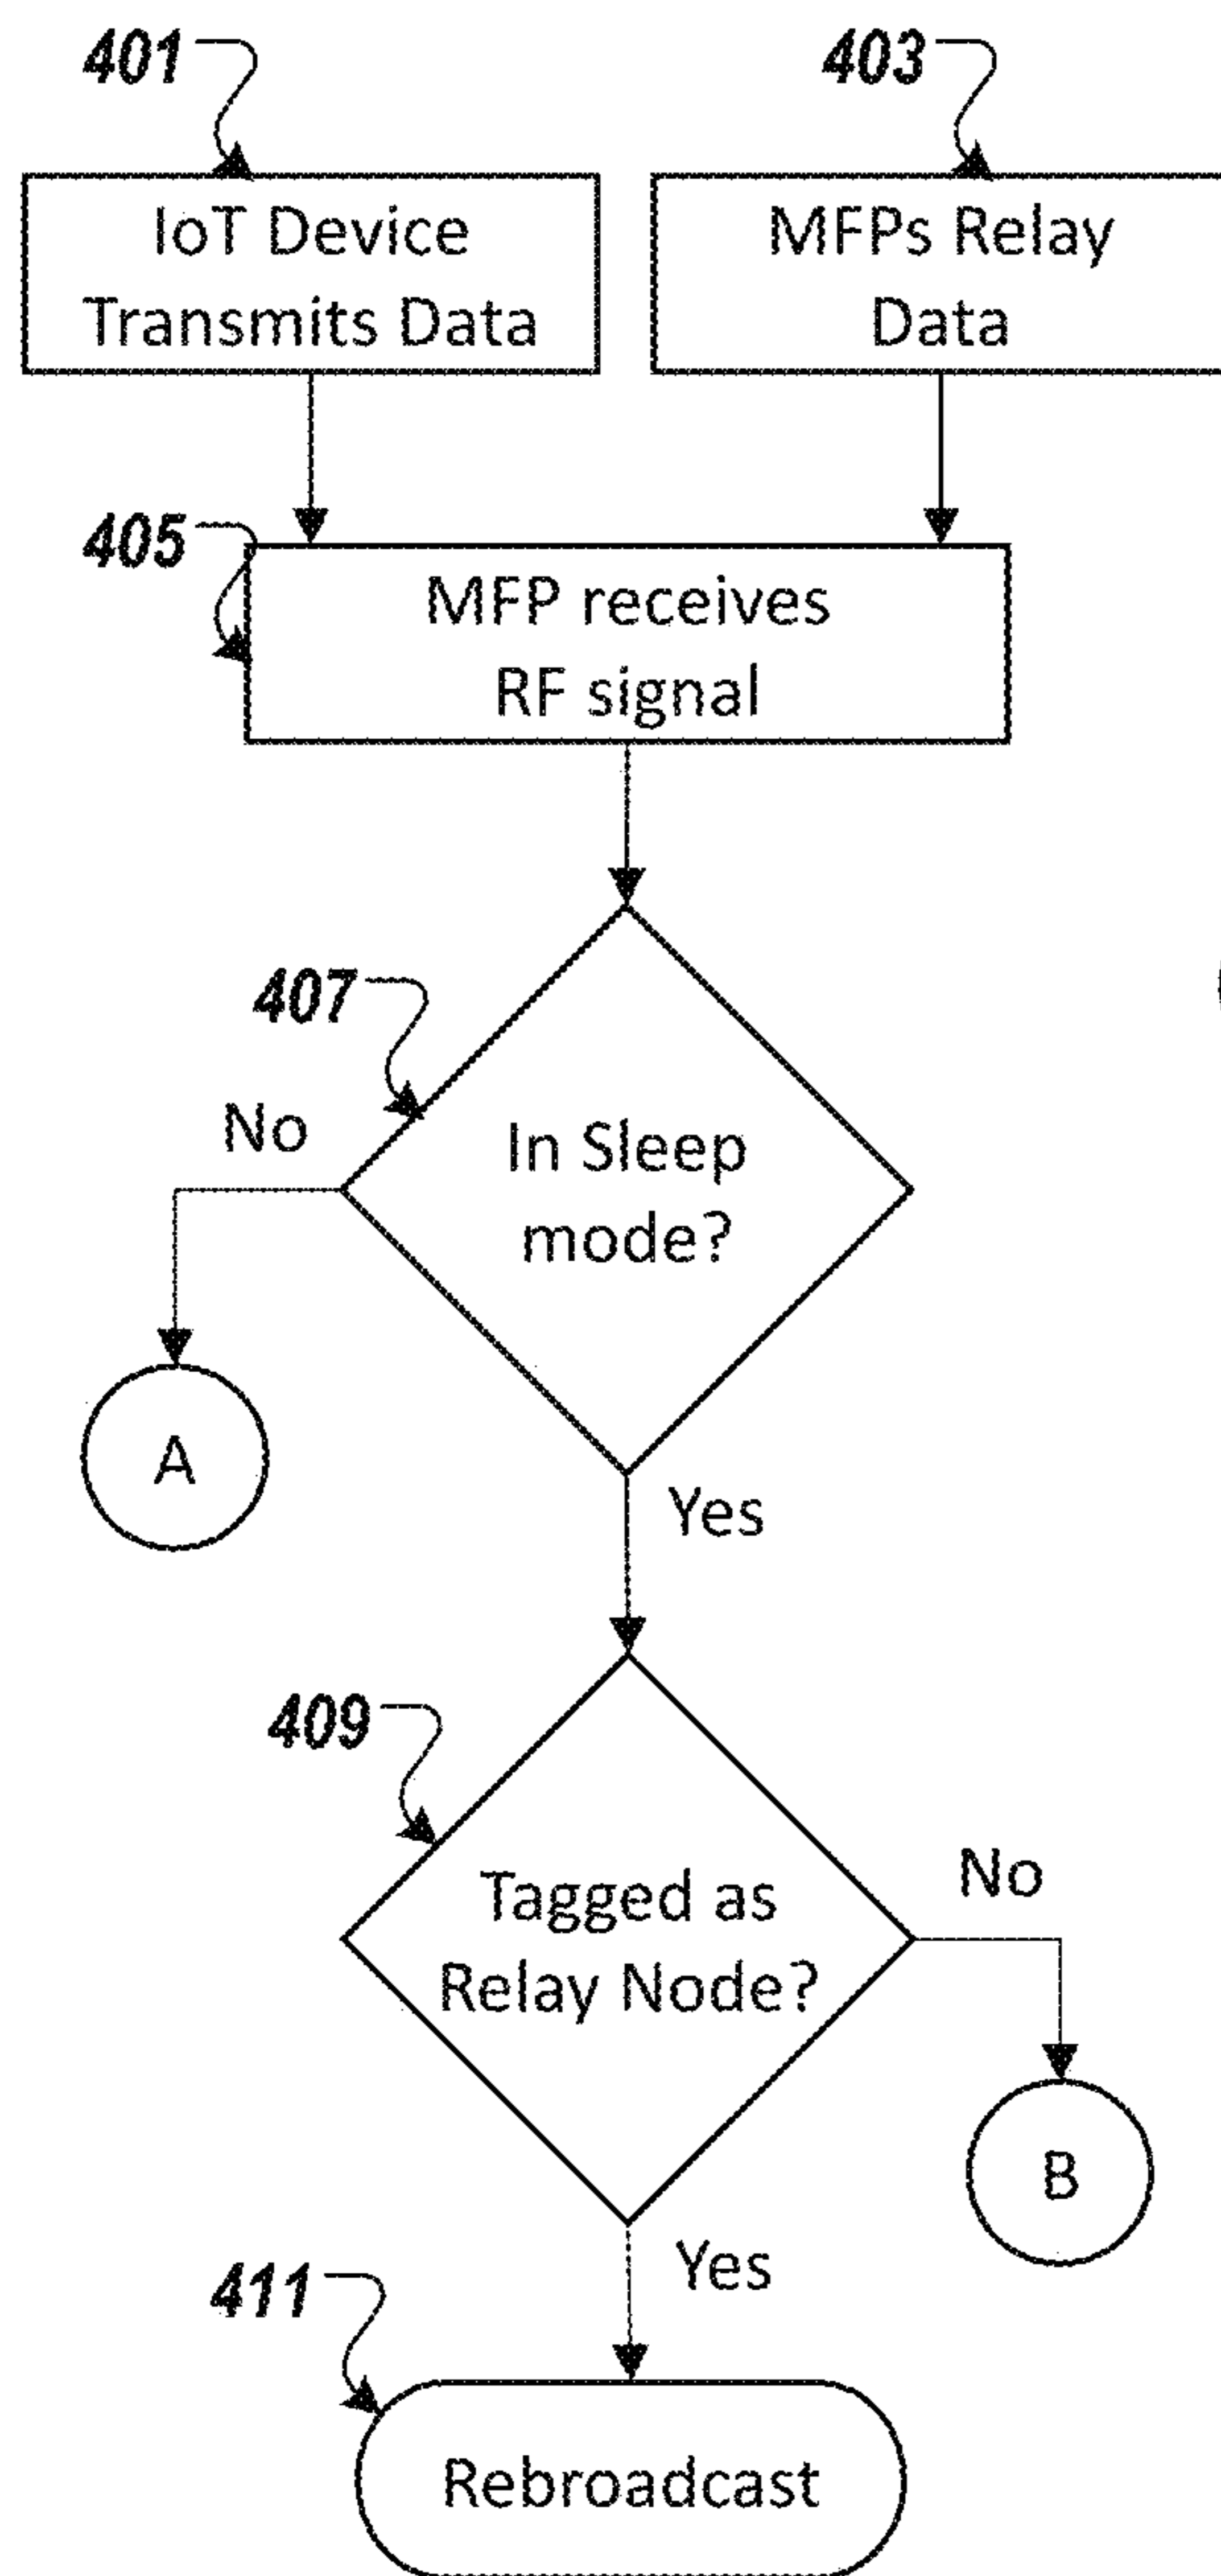 401
403
IoT Device
Transmits Data
MFPs Relay
Data
405
MFP receives
RF signal
407
No
In Sleep
mode?
A
Yes
409
Tagged as
Relay Node?
No
B
Yes
411
Rebroadcast